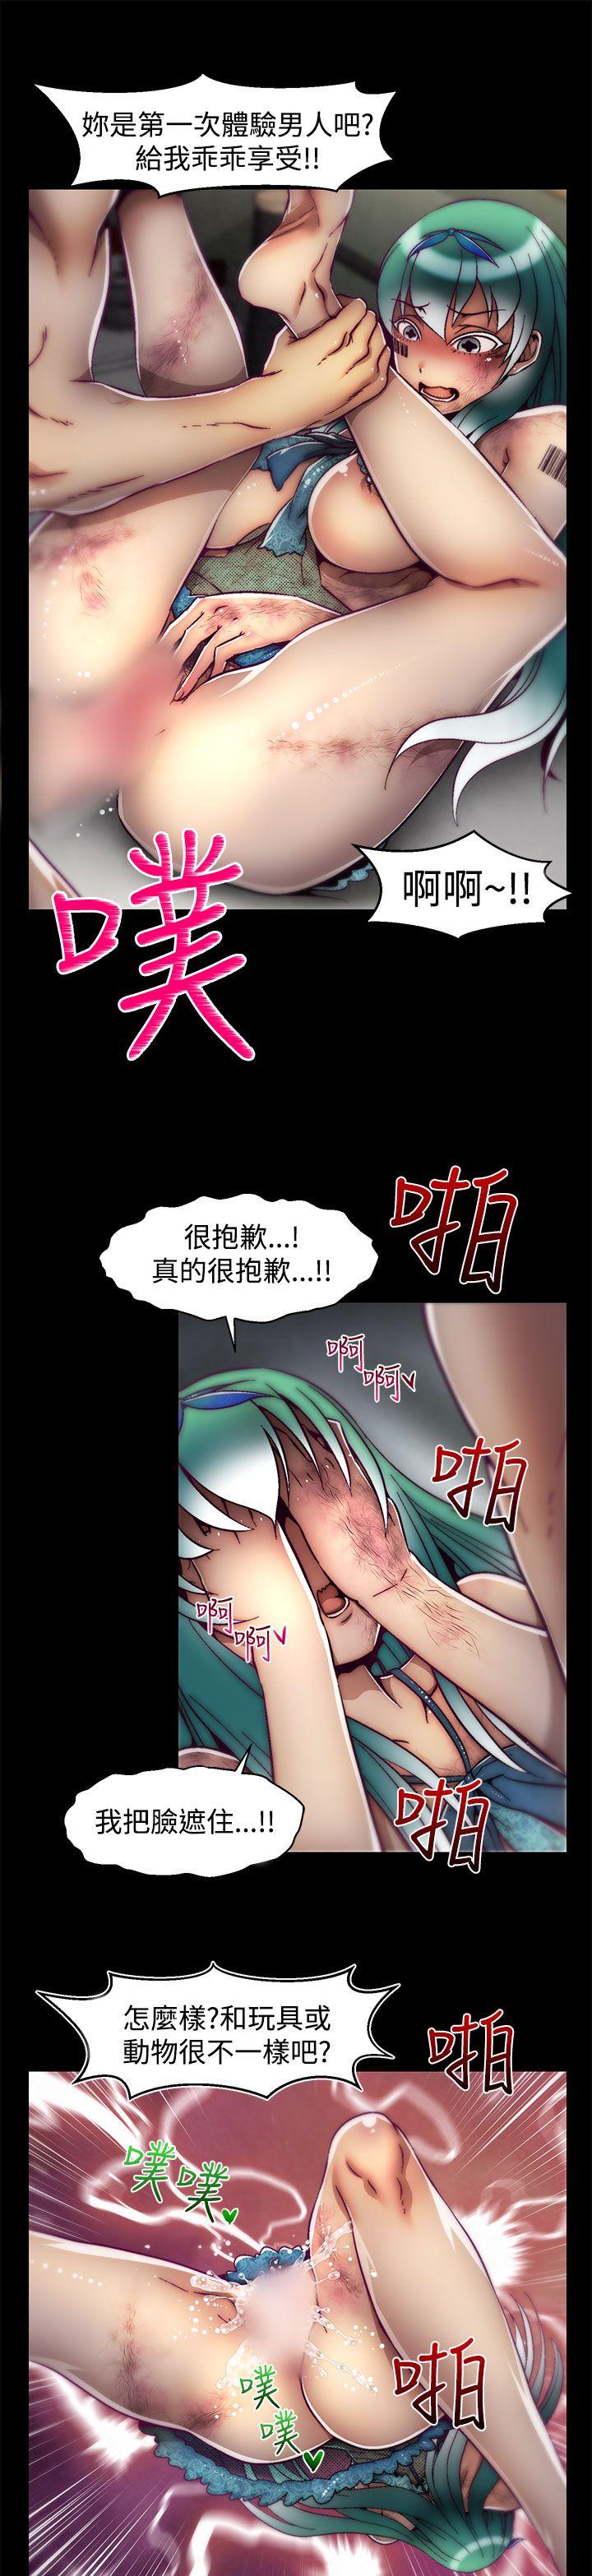 妳是第一次體驗男人吧?
給我乖乖享受!!
啊啊~!!
噗
啪
很抱歉...!
真的很抱歉...!!
啊
啊♥
啪
啊
啊♥
啪
我把臉遮住...!!
怎麼樣?和玩具或
動物很不一樣吧?
啪
噗噗♥
啪
噗
噗♥